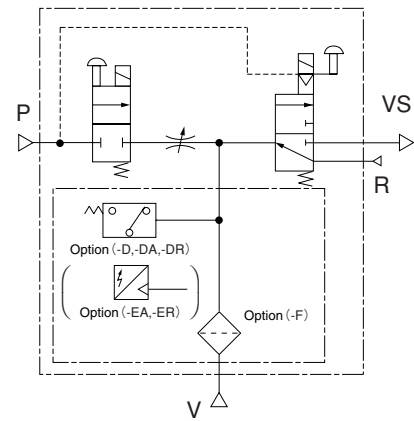 P
VS
R
Option (-D,-DA,-DR)
Option (-EA,-ER)
Option (-F)
V